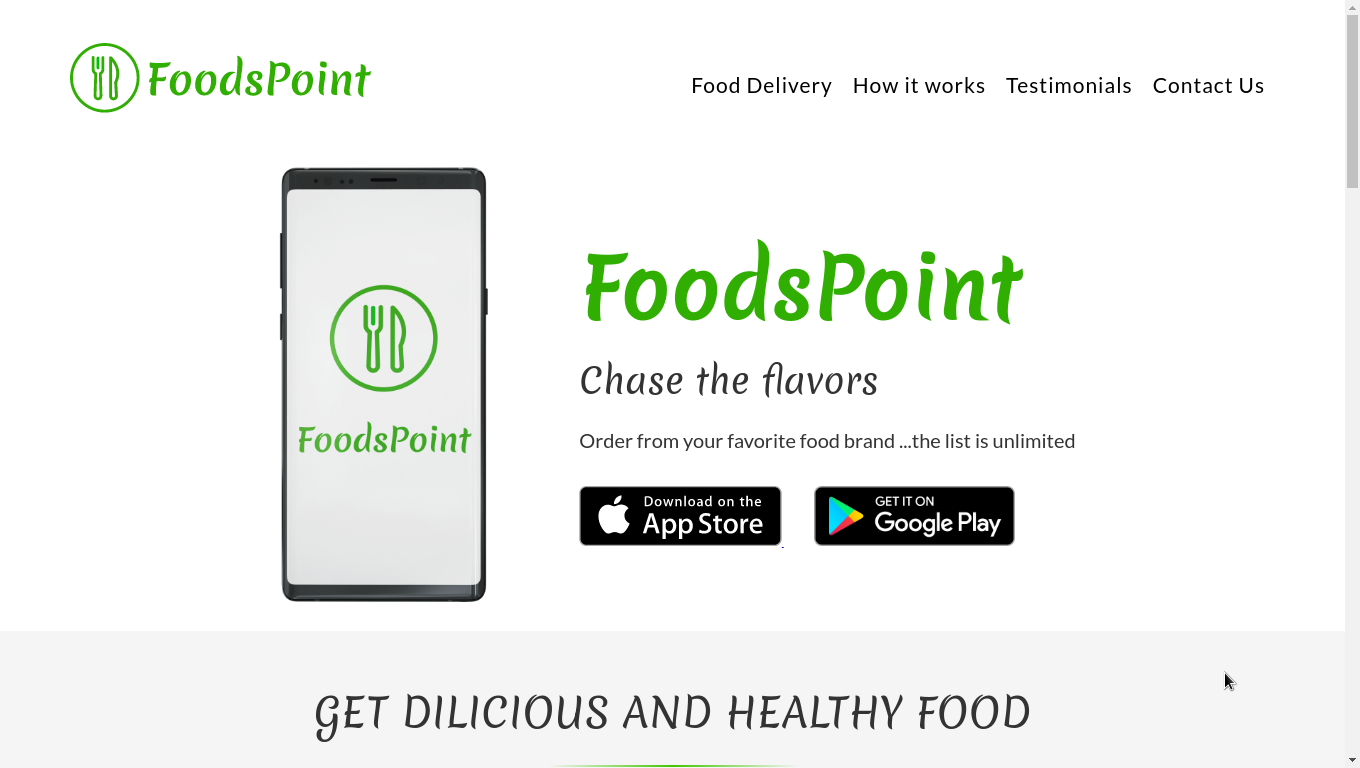 FoodsPoint
Food Delivery How it works Testimonials Contact Us
FoodsPoint
FoodsPoint
Chase the flavors
Order from your favorite food brand ...the list is unlimited
Download on the
App Store
GET IT ON
Google Play
GET DILICIOUS AND HEALTHY FOOD